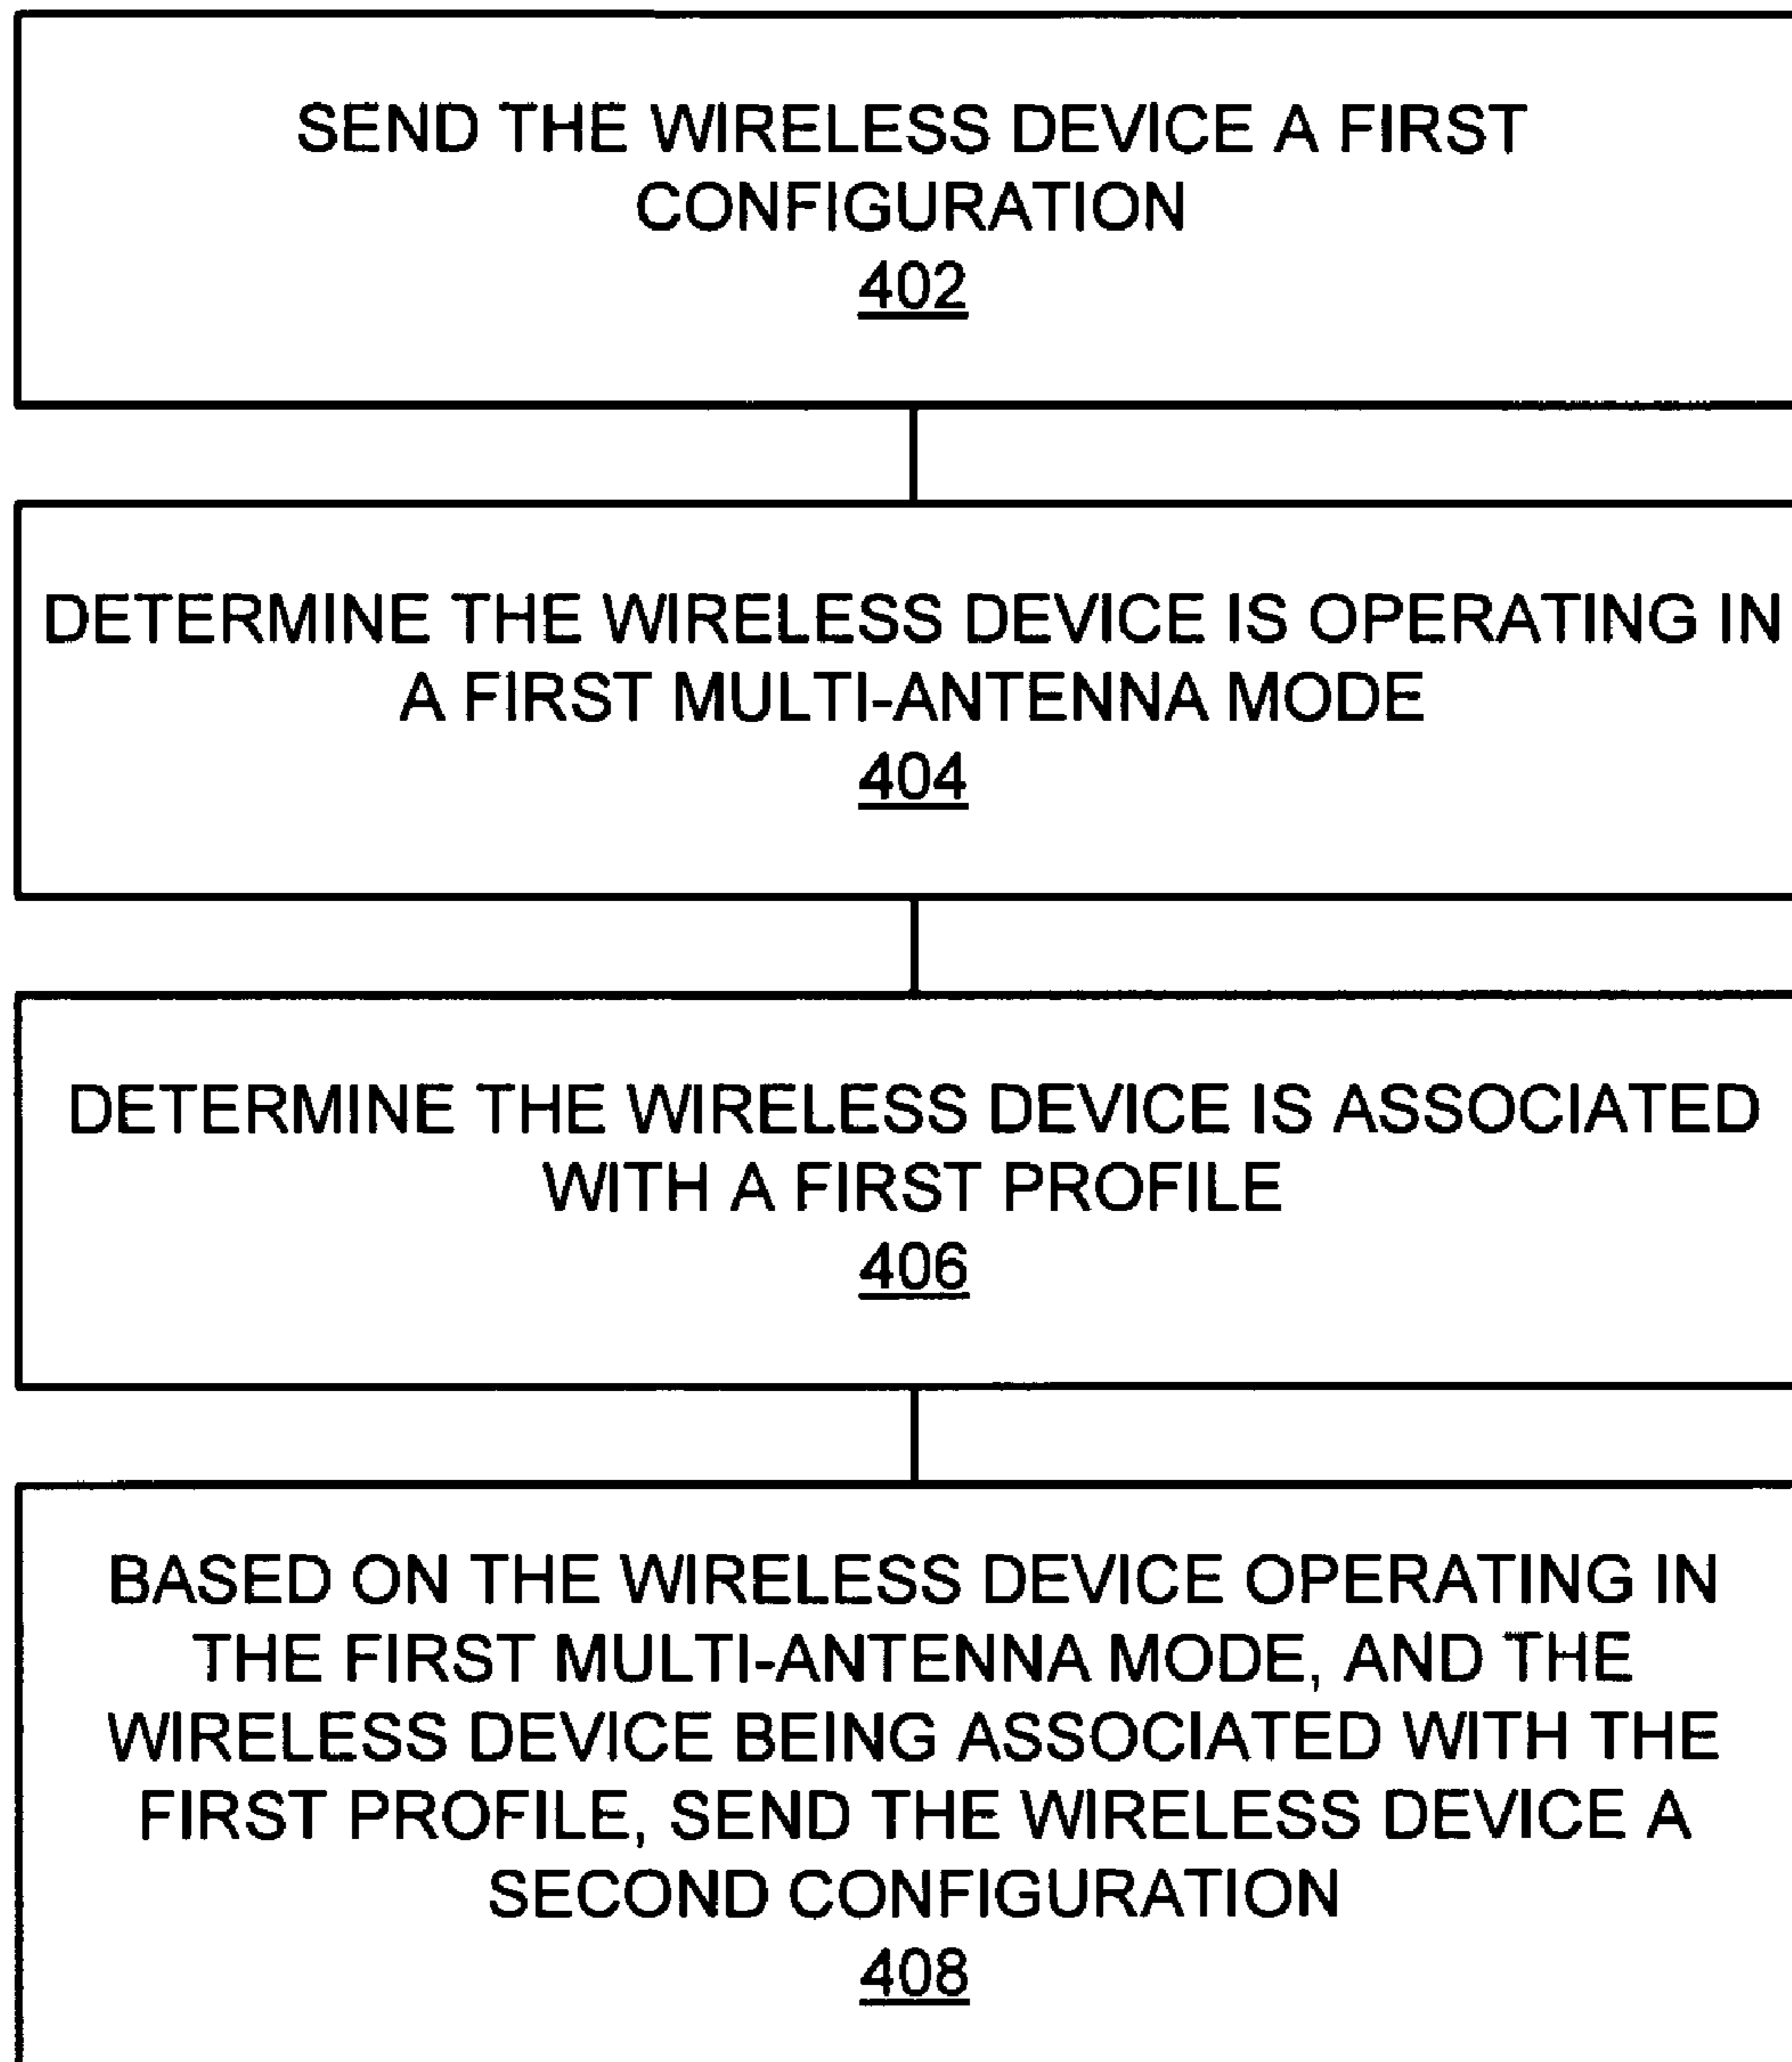 SEND THE WIRELESS DEVICE A FIRST
CONFIGURATION
402
DETERMINE THE WIRELESS DEVICE IS OPERATING IN
A FIRST MULTI-ANTENNA MODE
404
DETERMINE THE WIRELESS DEVICE IS ASSOCIATED
WITH A FIRST PROFILE
406
BASED ON THE WIRELESS DEVICE OPERATING IN
THE FIRST MULTI-ANTENNA MODE, AND THE
WIRELESS DEVICE BEING ASSOCIATED WITH THE
FIRST PROFILE, SEND THE WIRELESS DEVICE A
SECOND CONFIGURATION
408